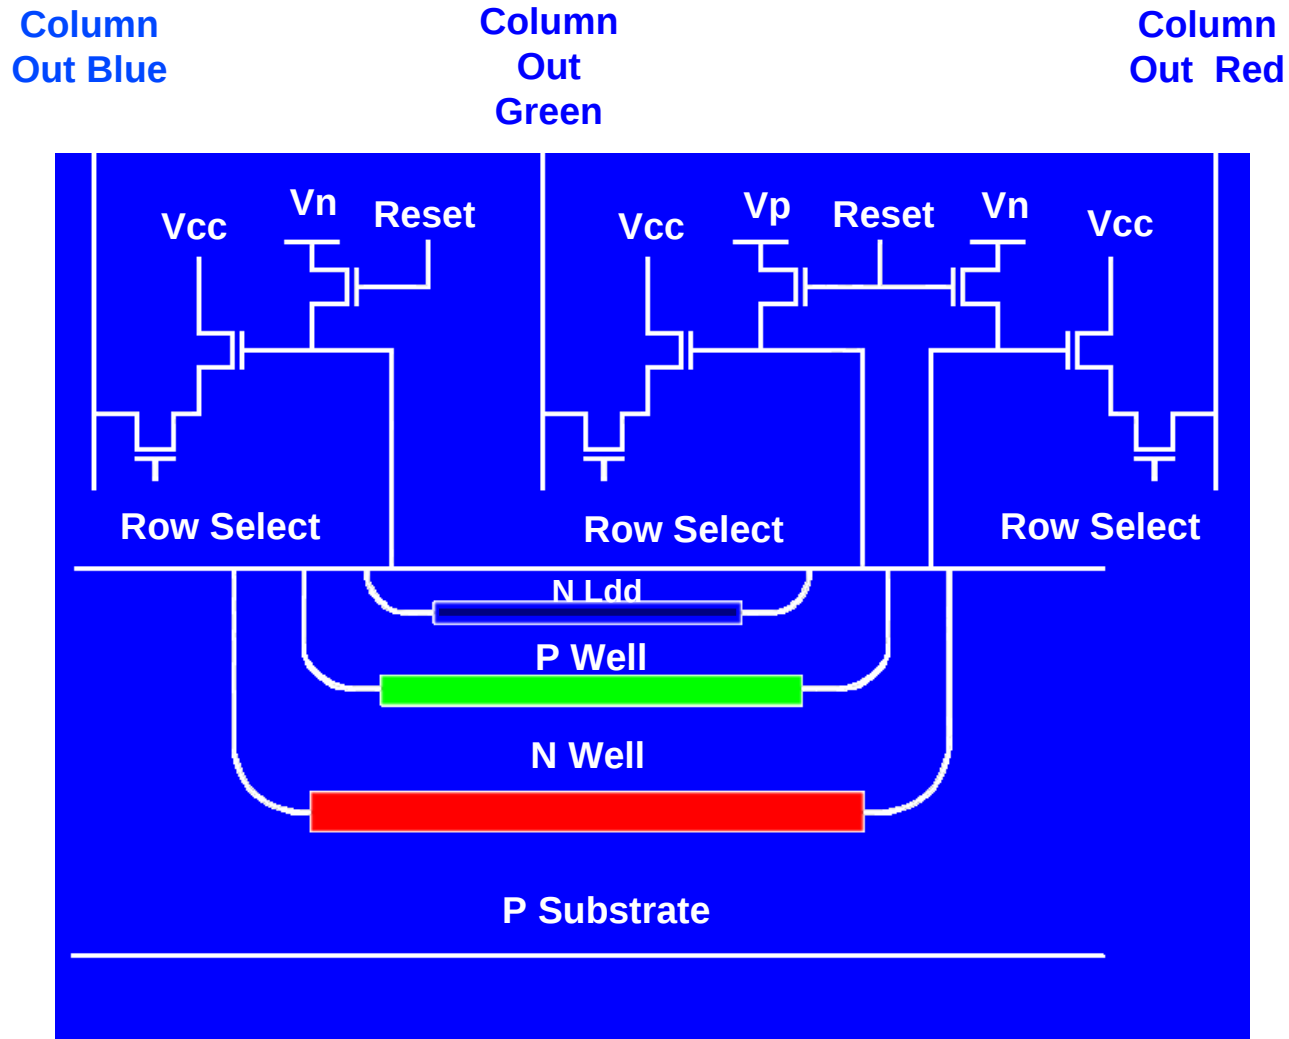 Column
Out Blue
Column
Out
Green
Column
Out Red
Vcc
Vn
Reset
Vcc
Vp
Reset
Vn
Vcc
Row Select
Row Select
Row Select
N Ldd
P Well
N Well
P Substrate